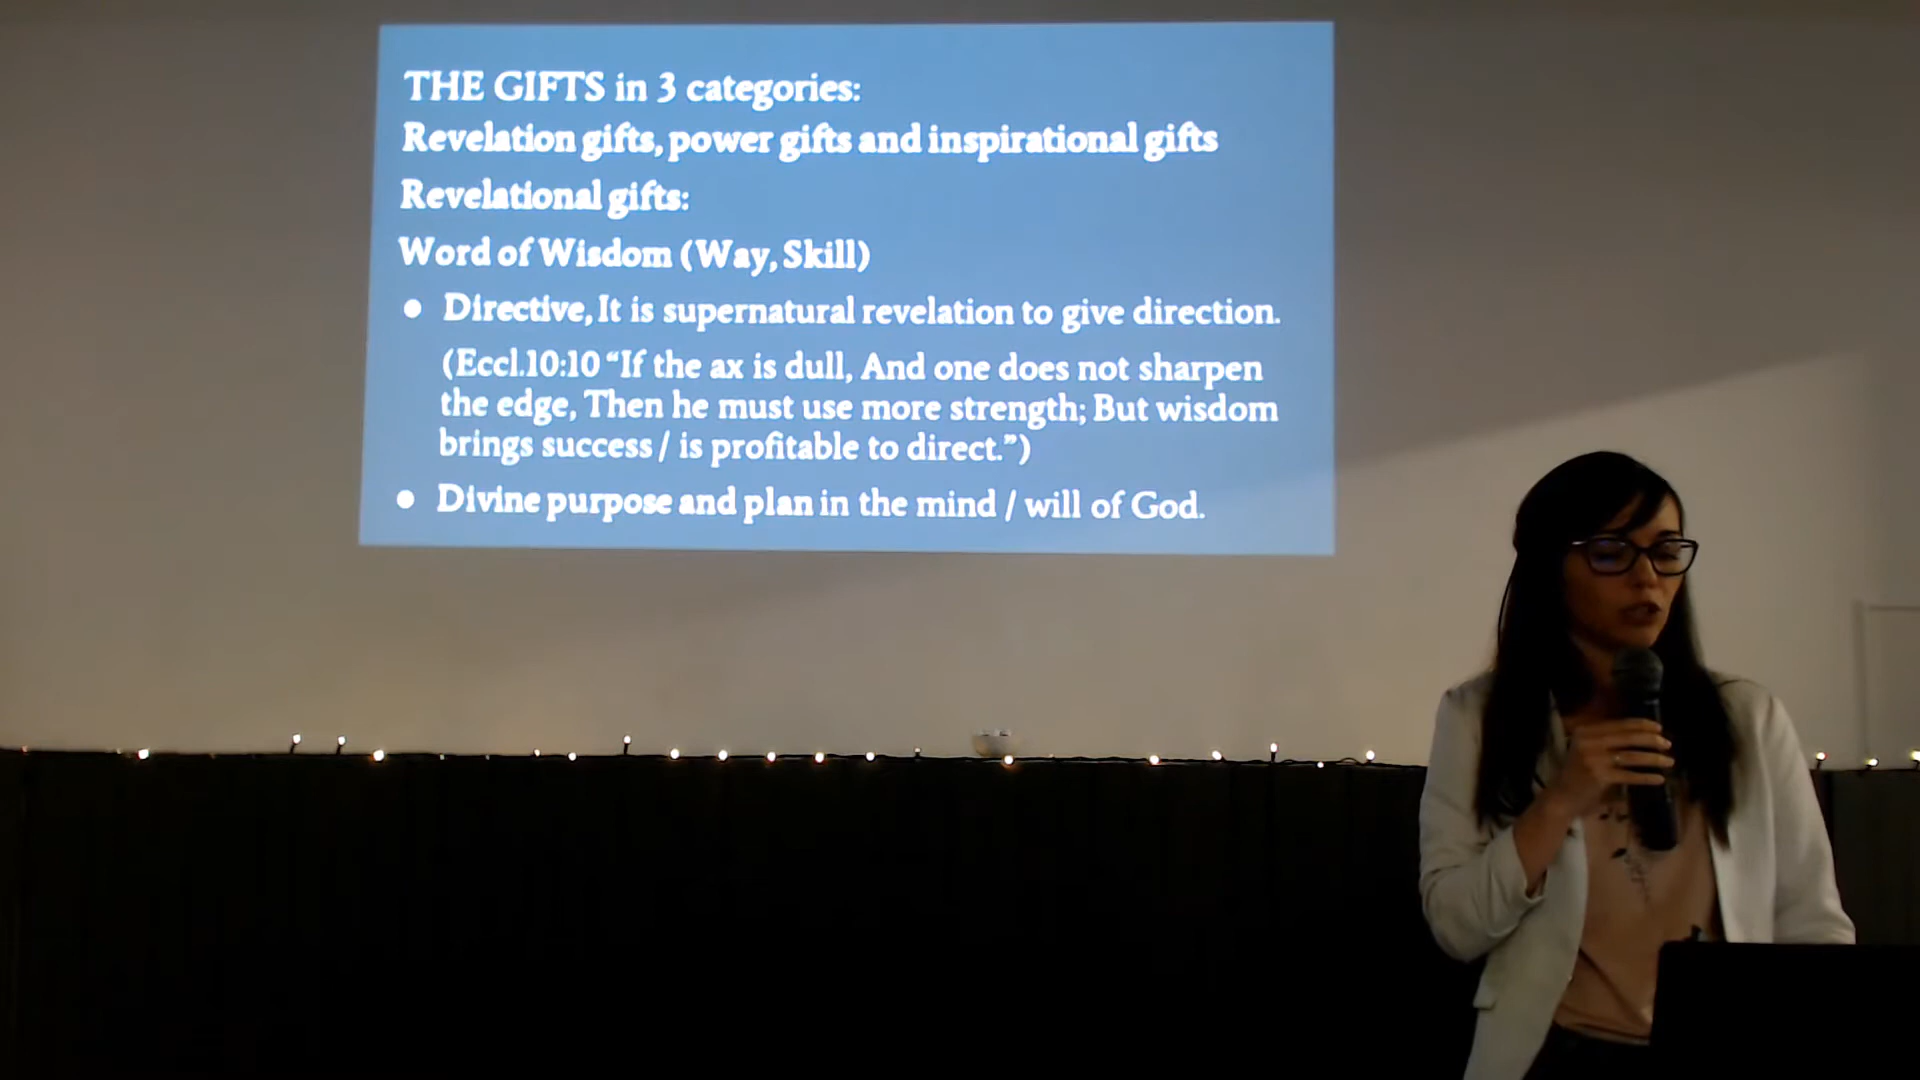 THE GIFTS in 3 categories:
Revelation gifts, power gifts and inspirational gifts
Revelational gifts:
Word of Wisdom (Way, Skill)
● Directive, It is supernatural revelation to give direction.
(Eccl.10:10 “If the ax is dull, And one does not sharpen
the edge, Then he must use more strength; But wisdom
brings success / is profitable to direct.”)
● Divine purpose and plan in the mind / will of God.